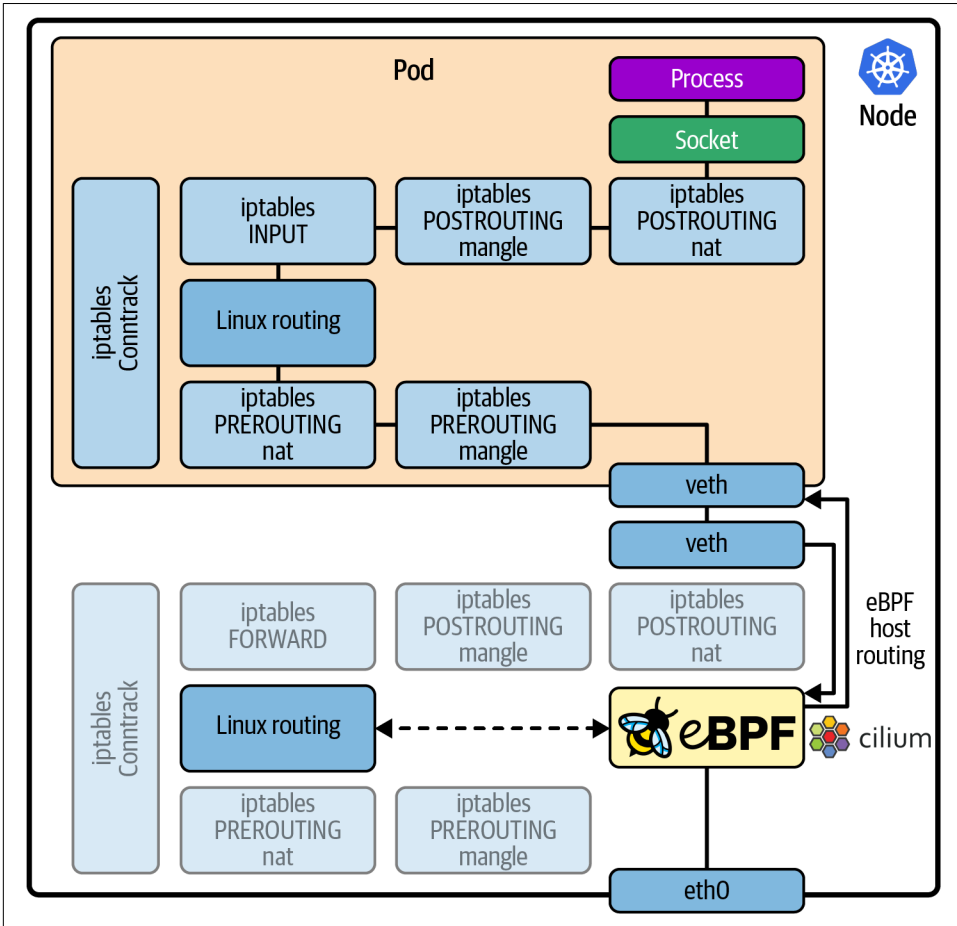 Pod
Process
Node
Socket
iptables
Conntrack
iptables
INPUT
iptables
POSTROUTING
mangle
iptables
POSTROUTING
nat
Linux routing
iptables
PREROUTING
nat
iptables
PREROUTING
mangle
veth
veth
iptables
Conntrack
iptables
FORWARD
iptables
POSTROUTING
mangle
iptables
POSTROUTING
nat
eBPF
host
routing
Linux routing
eBPF
cilium
iptables
PREROUTING
nat
iptables
PREROUTING
mangle
eth0